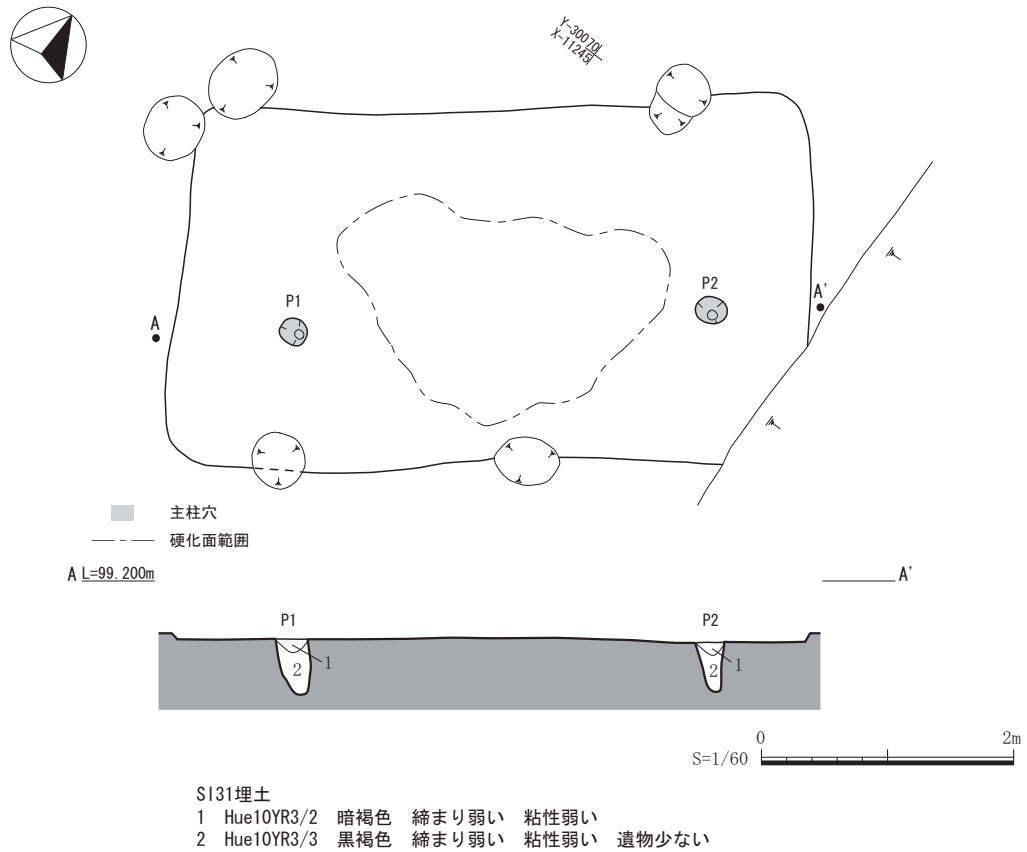 Y-30070
X-11245
P1
P2
A
A'
主柱穴
硬化面範囲
A L=99.200m
A'
P1
P2
1
2
1
2
0
2m
S=1/60
SI31埋土
1 Hue10YR3/2 暗褐色 締まり弱い 粘性弱い
2 Hue10YR3/3 黒褐色 締まり弱い 粘性弱い 遺物少ない